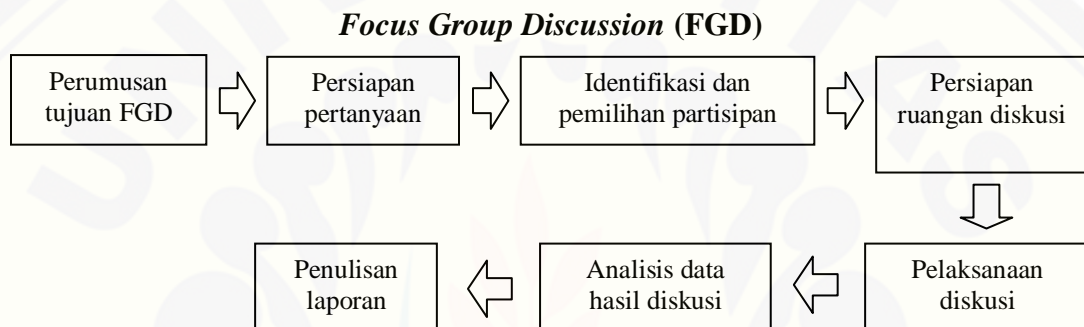 Focus Group Discussion (FGD)
Perumusan
tujuan FGD
Persiapan
pertanyaan
Identifikasi dan
pemilihan partisipan
Persiapan
ruangan diskusi
Pelaksanaan
diskusi
Analisis data
hasil diskusi
Penulisan
laporan